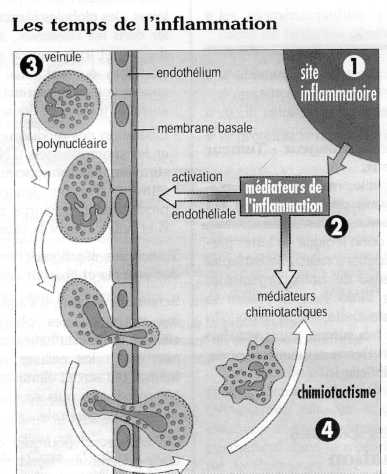 Les temps de l'inflammation
3
veinule
endothélium
site
inflammatoire
1
membrane basale
polynucléaire
activation
endothéliale
médiateurs de
l'inflammation
2
médiateurs
chimiotactiques
chimiotactisme
4